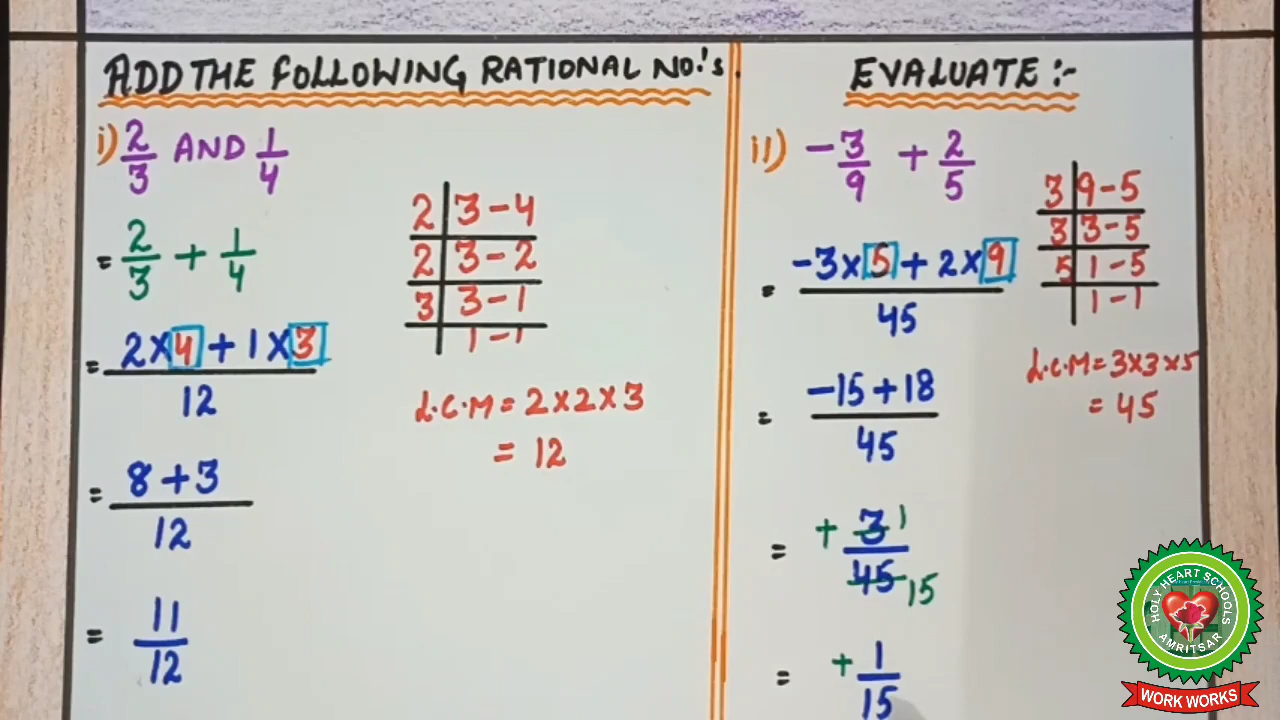 ADD THE FOLLOWING RATIONAL NO.'s.
i) 2/3 AND 1/4
= 2/3 + 1/4
= 2×4 + 1×3 / 12
= 8+3 / 12
= 11/12
2 | 3 - 4
2 | 3 - 2
3 | 3 - 1
1 - 1
L.C.M = 2×2×3
= 12
EVALUATE :-
ii) -3/9 + 2/5
= -3×5 + 2×9 / 45
= -15+18 / 45
= + 3/45 1 15
= + 1/15
3 | 9 - 5
3 | 3 - 5
5 | 1 - 5
1 - 1
L.C.M = 3×3×5
= 45
HOLY HEART SCHOOLS
AMRITSAR
WORK WORKS